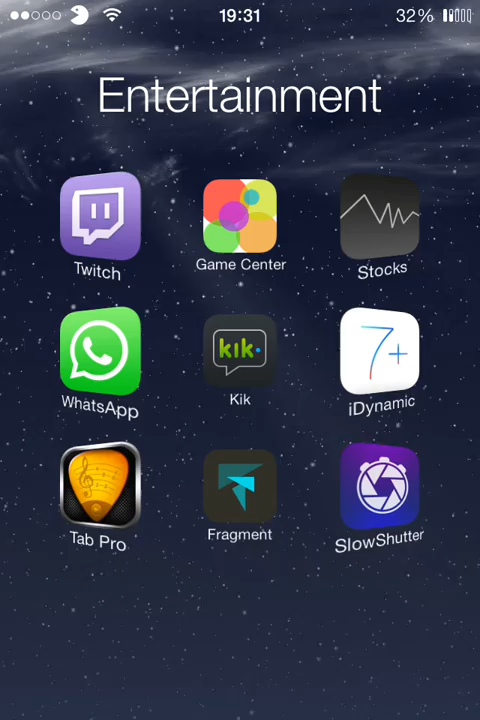 19:31
32%
Entertainment
Twitch
Game Center
Stocks
WhatsApp
kik.
Kik
7+
iDynamic
Tab Pro
Fragment
SlowShutter